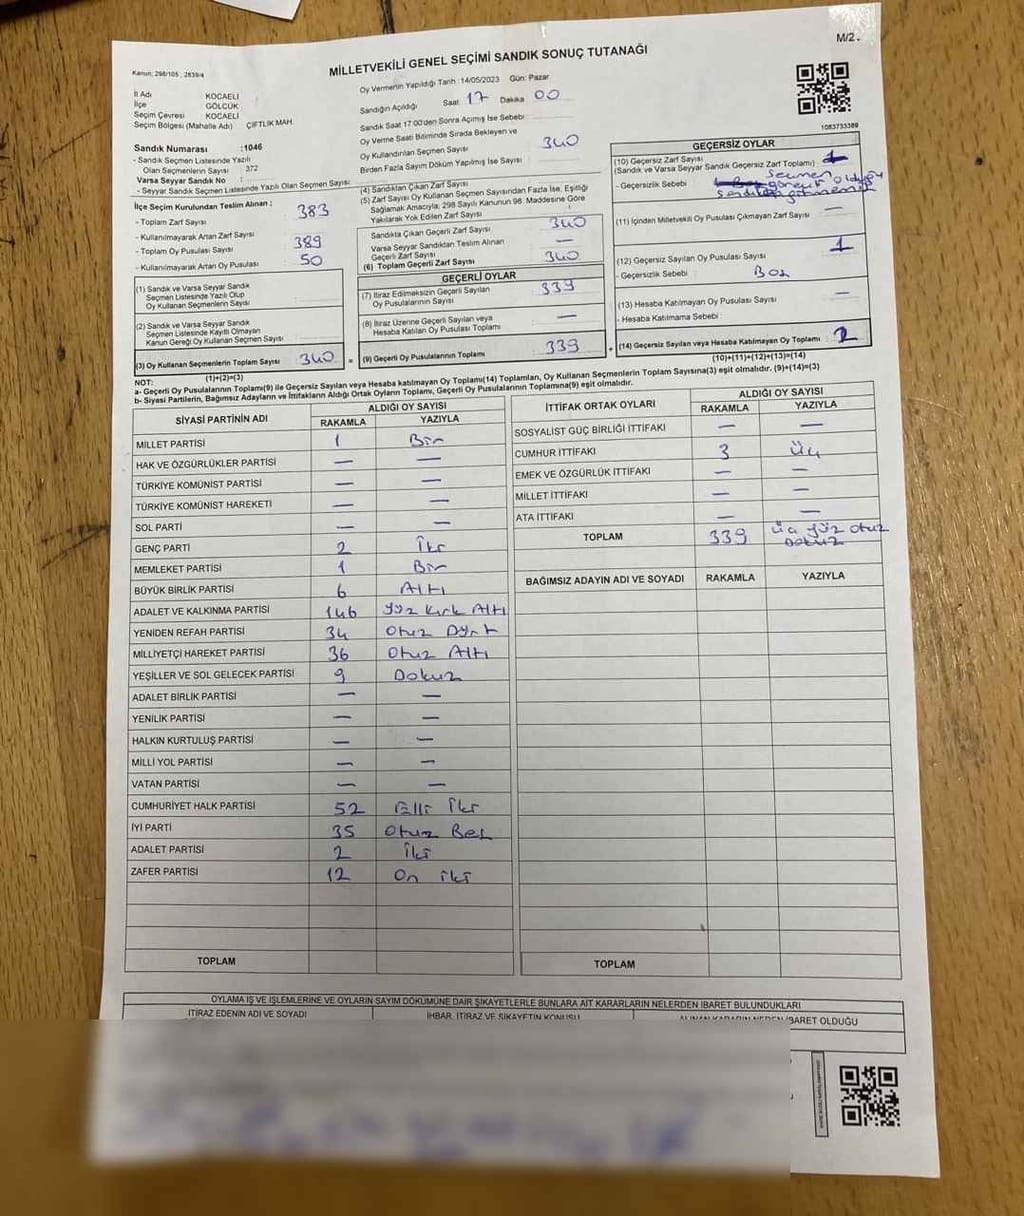 M/2.
MİLLETVEKİLİ GENEL SEÇİMİ SANDIK SONUÇ TUTANAĞI
Kanun: 298/105 , 2839/4
İl Adı KOCAELİ
İlçe GÖLCÜK
Seçim Çevresi KOCAELİ
Seçim Bölgesi (Mahalle Adı) ÇİFTLİK MAH.
Sandık Numarası :1046
- Sandık Seçmen Listesinde Yazılı
Olan Seçmenlerin Sayısı 372
Varsa Seyyar Sandık No :
- Seyyar Sandık Seçmen Listesinde Yazılı Olan Seçmen Sayısı
İlçe Seçim Kurulundan Teslim Alınan ;
- Toplam Zarf Sayısı 383
- Kullanılmayarak Artan Zarf Sayısı
- Toplam Oy Pusulası Sayısı 389
- Kullanılmayarak Artan Oy Pusulası 50
(1) Sandık ve Varsa Seyyar Sandık
Seçmen Listesinde Yazılı Olup
Oy Kullanan Seçmenlerin Sayısı
(2) Sandık ve Varsa Seyyar Sandık
Seçmen Listesinde Kayıtlı Olmayan
Kanun Gereği Oy Kullanan Seçmen Sayısı
(3) Oy Kullanan Seçmenlerin Toplam Sayısı 340
(1)+(2)=(3)
Oy Vermenin Yapıldığı Tarih :14/05/2023 Gün: Pazar
Sandığın Açıldığı Saat 17 Dakika 00
Sandık Saat 17:00'den Sonra Açılmış İse Sebebi
Oy Verme Saati Bitiminde Sırada Bekleyen ve
Oy Kullandırılan Seçmen Sayısı 340
Birden Fazla Sayım Döküm Yapılmış İse Sayısı
(4) Sandıktan Çıkan Zarf Sayısı
(5) Zarf Sayısı Oy Kullanan Seçmen Sayısından Fazla İse, Eşitliği
Sağlamak Amacıyla; 298 Sayılı Kanunun 98. Maddesine Göre
Yakılarak Yok Edilen Zarf Sayısı
Sandıkta Çıkan Geçerli Zarf Sayısı 340
Varsa Seyyar Sandıktan Teslim Alınan
Geçerli Zarf Sayısı —
(6) Toplam Geçerli Zarf Sayısı 340
GEÇERLİ OYLAR
(7) İtiraz Edilmeksizin Geçerli Sayılan
Oy Pusulalarının Sayısı 339
(8) İtiraz Üzerine Geçerli Sayılan veya
Hesaba Katılan Oy Pusulası Toplamı —
= (9) Geçerli Oy Pusulalarının Toplamı 339 +
1083733389
GEÇERSİZ OYLAR
(10) Geçersiz Zarf Sayısı
(Sandık ve Varsa Seyyar Sandık Geçersiz Zarf Toplamı) 1
- Geçersizlik Sebebi Seçmen
görevli olduğu
(11) İçinden Milletvekili Oy Pusulası Çıkmayan Zarf Sayısı —
(12) Geçersiz Sayılan Oy Pusulası Sayısı 1
- Geçersizlik Sebebi Boş
(13) Hesaba Katılmayan Oy Pusulası Sayısı —
- Hesaba Katılmama Sebebi
(14) Geçersiz Sayılan veya Hesaba Katılmayan Oy Toplamı 2
(10)+(11)+(12)+(13)=(14)
NOT:
a- Geçerli Oy Pusulalarının Toplamı(9) ile Geçersiz Sayılan veya Hesaba katılmayan Oy Toplamı(14) Toplamları, Oy Kullanan Seçmenlerin Toplam Sayısına(3) eşit olmalıdır. (9)+(14)=(3)
b- Siyasi Partilerin, Bağımsız Adayların ve İttifakların Aldığı Ortak Oyların Toplamı, Geçerli Oy Pusulalarının Toplamına(9) eşit olmalıdır.
SİYASİ PARTİNİN ADI ALDIĞI OY SAYISI
RAKAMLA YAZIYLA
MİLLET PARTİSİ 1 Bir
HAK VE ÖZGÜRLÜKLER PARTİSİ — —
TÜRKİYE KOMÜNİST PARTİSİ — —
TÜRKİYE KOMÜNİST HAREKETİ — —
SOL PARTİ — —
GENÇ PARTİ 2 İki
MEMLEKET PARTİSİ 1 Bir
BÜYÜK BİRLİK PARTİSİ 6 Altı
ADALET VE KALKINMA PARTİSİ 146 Yüz Kırk Altı
YENİDEN REFAH PARTİSİ 34 Otuz Dört
MİLLİYETÇİ HAREKET PARTİSİ 36 Otuz Altı
YEŞİLLER VE SOL GELECEK PARTİSİ 9 Dokuz
ADALET BİRLİK PARTİSİ — —
YENİLİK PARTİSİ — —
HALKIN KURTULUŞ PARTİSİ — —
MİLLİ YOL PARTİSİ — —
VATAN PARTİSİ — —
CUMHURİYET HALK PARTİSİ 52 Elli İki
İYİ PARTİ 35 Otuz Beş
ADALET PARTİSİ 2 İki
ZAFER PARTİSİ 12 On iki
TOPLAM
İTTİFAK ORTAK OYLARI ALDIĞI OY SAYISI
RAKAMLA YAZIYLA
SOSYALİST GÜÇ BİRLİĞİ İTTİFAKI — —
CUMHUR İTTİFAKI 3 Üç
EMEK VE ÖZGÜRLÜK İTTİFAKI — —
MİLLET İTTİFAKI — —
ATA İTTİFAKI — —
TOPLAM 339 Üç Yüz Otuz
Dokuz
BAĞIMSIZ ADAYIN ADI VE SOYADI RAKAMLA YAZIYLA
TOPLAM
OYLAMA İŞ VE İŞLEMLERİNE VE OYLARIN SAYIM DÖKÜMÜNE DAİR ŞİKAYETLERLE BUNLARA AİT KARARLARIN NELERDEN İBARET BULUNDUKLARI
İTİRAZ EDENİN ADI VE SOYADI İHBAR, İTİRAZ VE ŞİKAYETİN KONUSU ALINAN KARARIN NEDEN İBARET OLDUĞU